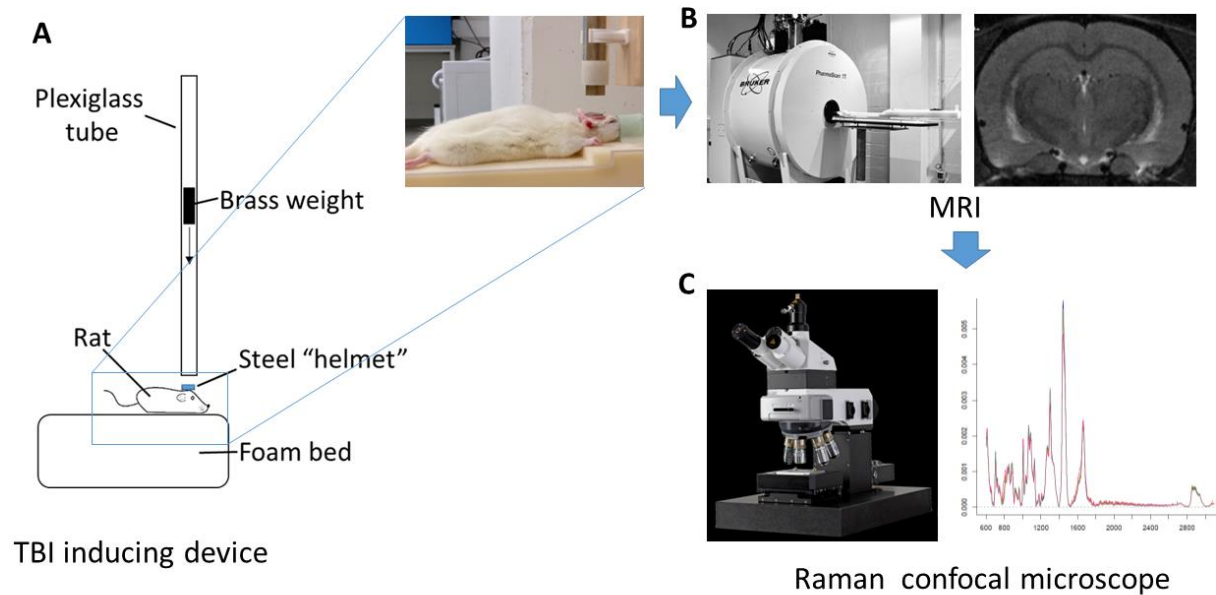 A
Plexiglass
tube
Brass weight
Rat
Steel “helmet”
Foam bed
TBI inducing device
B
BRUKER
MRI
C
0.005
0.004
0.003
0.002
0.001
0.000
600 800 1200 1600 2000 2400 2800
Raman confocal microscope